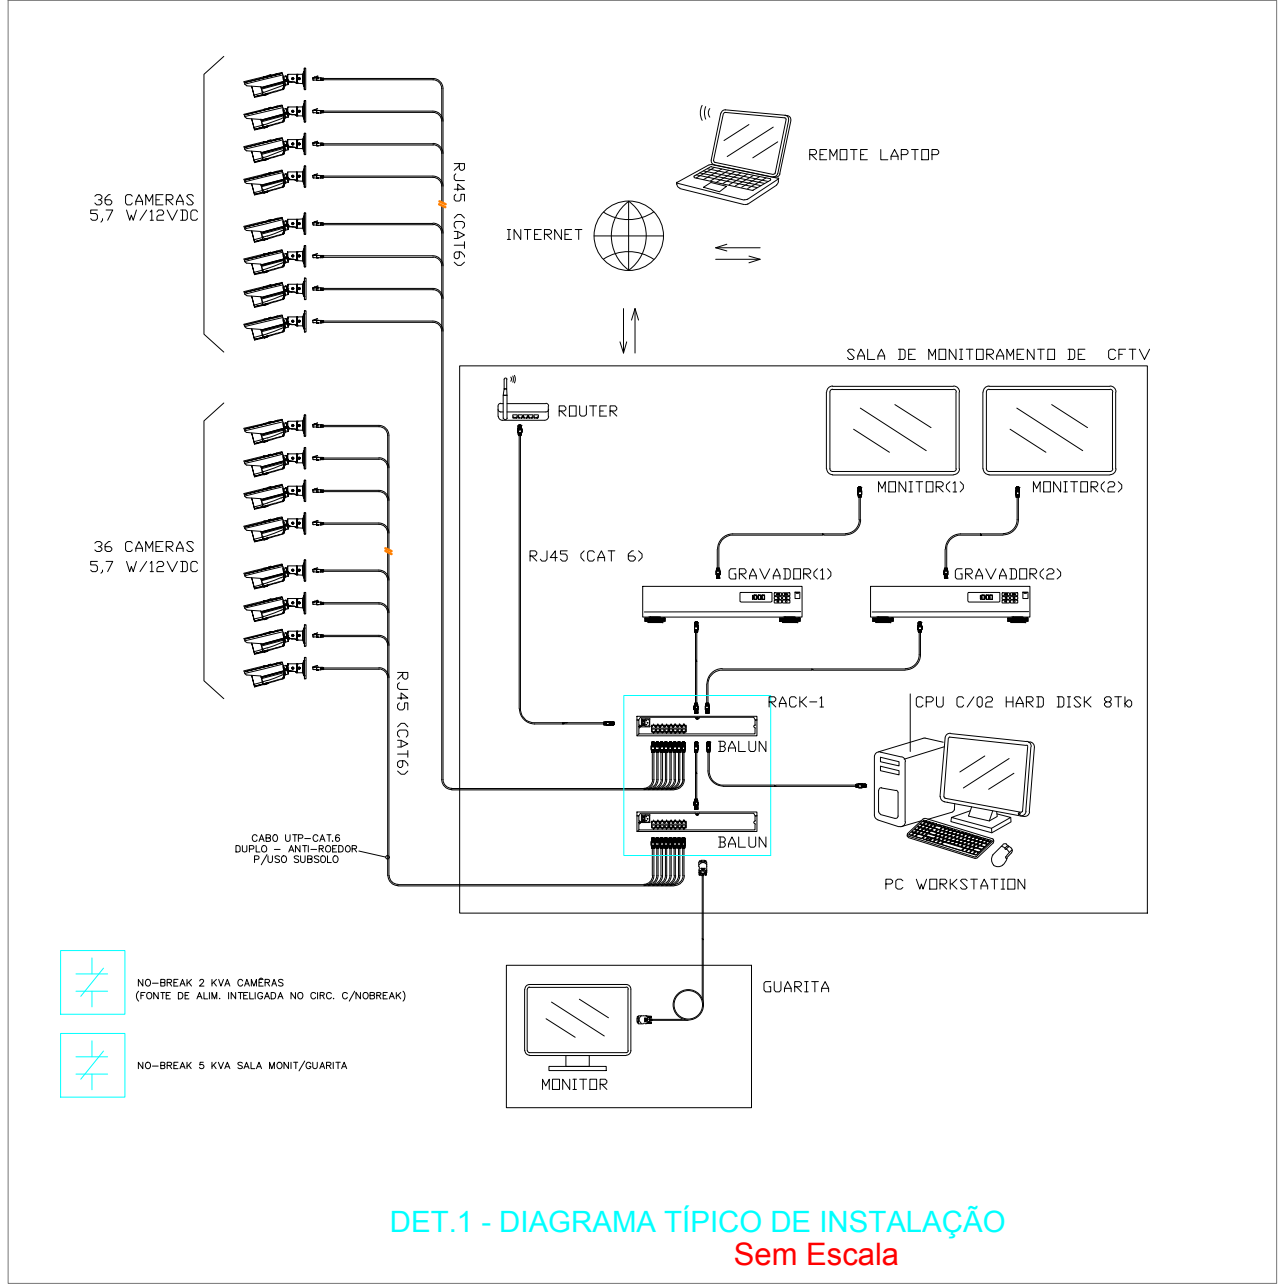 36 CAMERAS
5,7 W/12VDC
RJ45 (CAT6)
REMOTE LAPTOP
INTERNET
SALA DE MONITORAMENTO DE CFTV
ROUTER
MONITOR(1)
MONITOR(2)
36 CAMERAS
5,7 W/12VDC
RJ45 (CAT 6)
GRAVADOR(1)
GRAVADOR(2)
RJ45 (CAT6)
RACK-1
CPU C/02 HARD DISK 8Tb
BALUN
BALUN
CABO UTP-CAT.6
DUPLO - ANTI-ROEDOR
P/USO SUBSOLO
PC WORKSTATION
NO-BREAK 2 KVA CAMÊRAS
(FONTE DE ALIM. INTELIGADA NO CIRC. C/NOBREAK)
GUARITA
NO-BREAK 5 KVA SALA MONIT/GUARITA
MONITOR
DET.1 - DIAGRAMA TÍPICO DE INSTALAÇÃO
Sem Escala